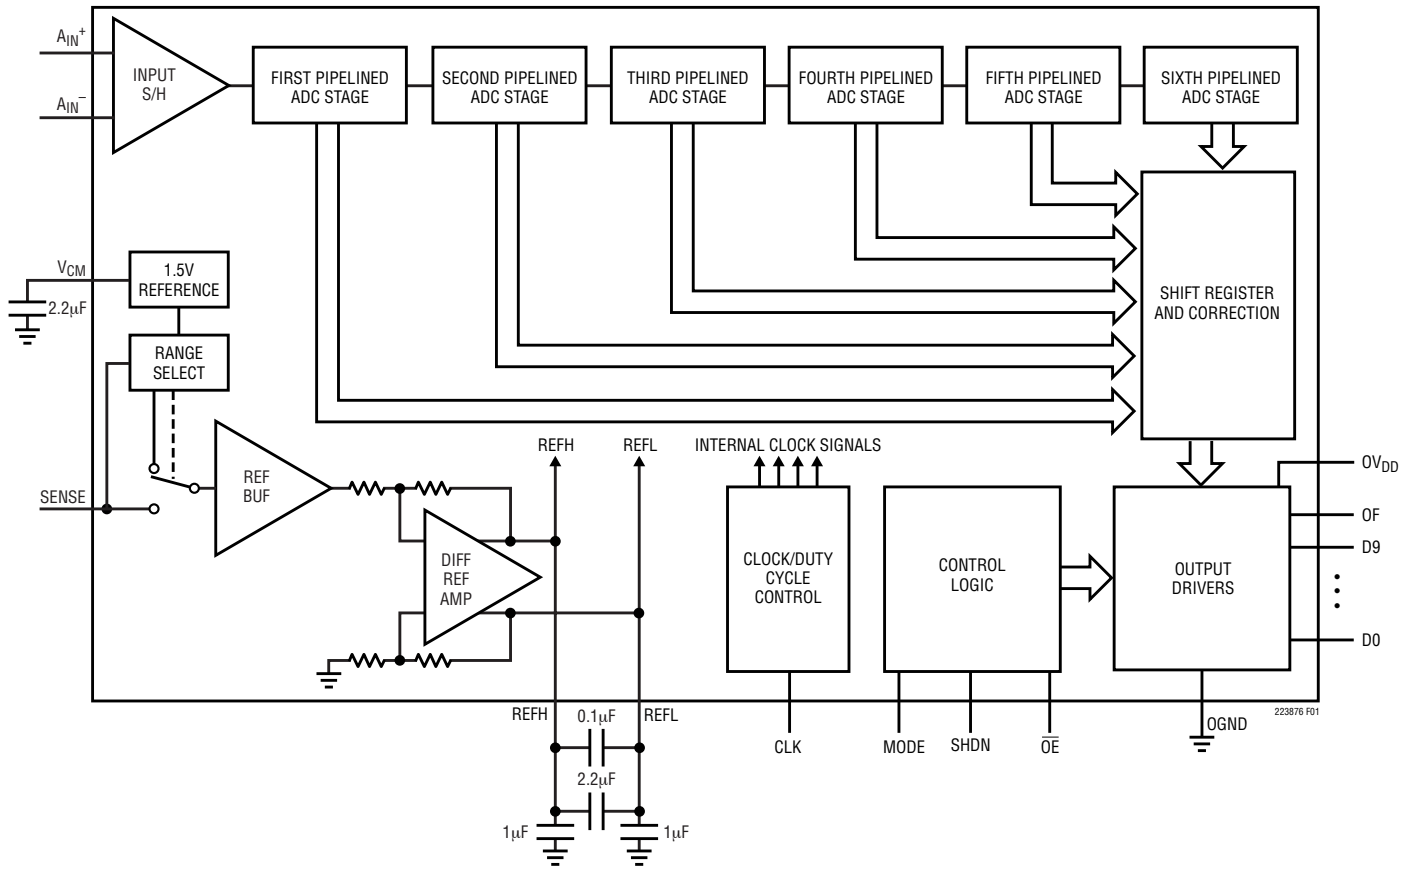 AIN+
AIN−
INPUT
S/H
FIRST PIPELINED
ADC STAGE
SECOND PIPELINED
ADC STAGE
THIRD PIPELINED
ADC STAGE
FOURTH PIPELINED
ADC STAGE
FIFTH PIPELINED
ADC STAGE
SIXTH PIPELINED
ADC STAGE
VCM
2.2µF
1.5V
REFERENCE
RANGE
SELECT
SHIFT REGISTER
AND CORRECTION
SENSE
REF
BUF
REFH
REFL
INTERNAL CLOCK SIGNALS
DIFF
REF
AMP
CLOCK/DUTY
CYCLE
CONTROL
CONTROL
LOGIC
OUTPUT
DRIVERS
OVDD
OF
D9
D0
REFH
0.1µF
REFL
2.2µF
1µF
1µF
CLK
MODE
SHDN
O̅E̅
OGND
223876 F01